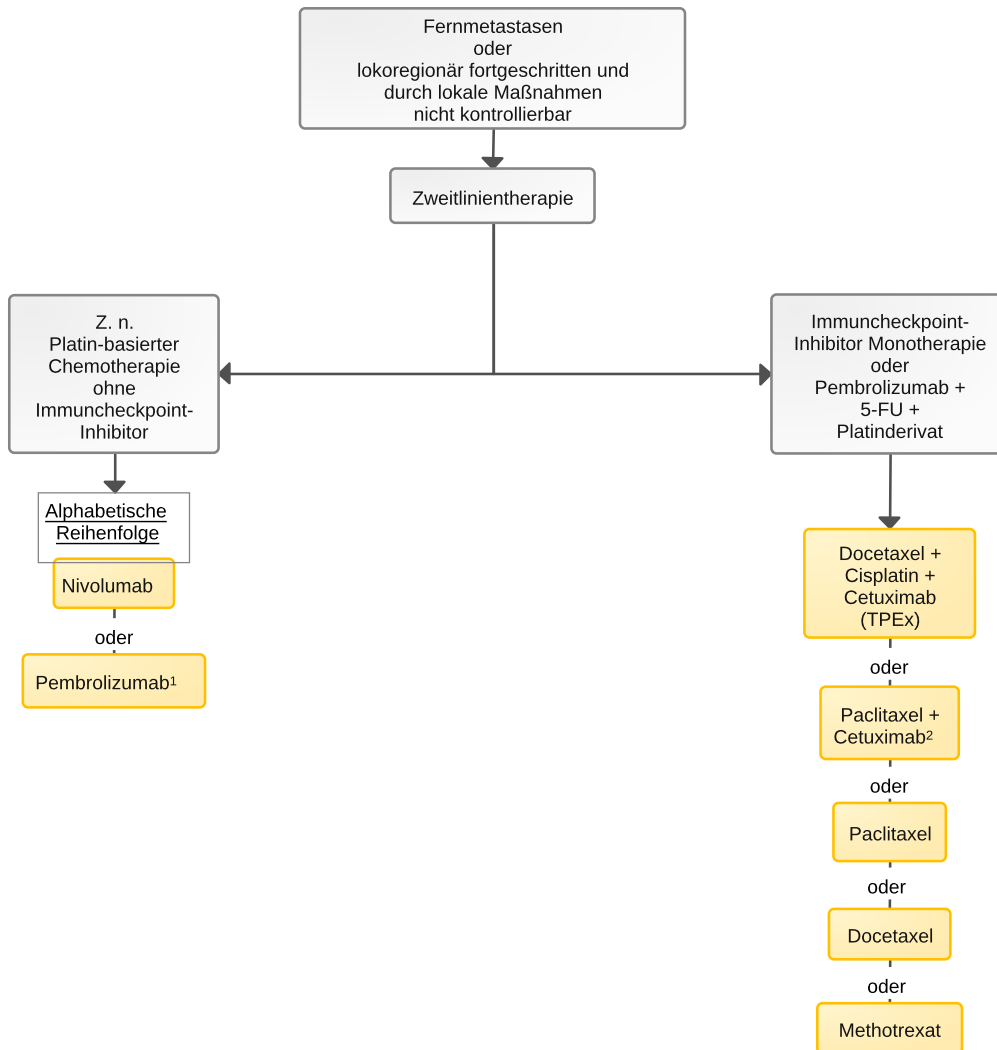 Fernmetastasen
oder
lokoregionär fortgeschritten und
durch lokale Maßnahmen
nicht kontrollierbar
Zweitlinientherapie
Z. n.
Platin-basierter
Chemotherapie
ohne
Immuncheckpoint-
Inhibitor
Alphabetische
Reihenfolge
Nivolumab
oder
Pembrolizumab¹
Immuncheckpoint-
Inhibitor Monotherapie
oder
Pembrolizumab +
5-FU +
Platinderivat
Docetaxel +
Cisplatin +
Cetuximab
(TPEx)
oder
Paclitaxel +
Cetuximab²
oder
Paclitaxel
oder
Docetaxel
oder
Methotrexat